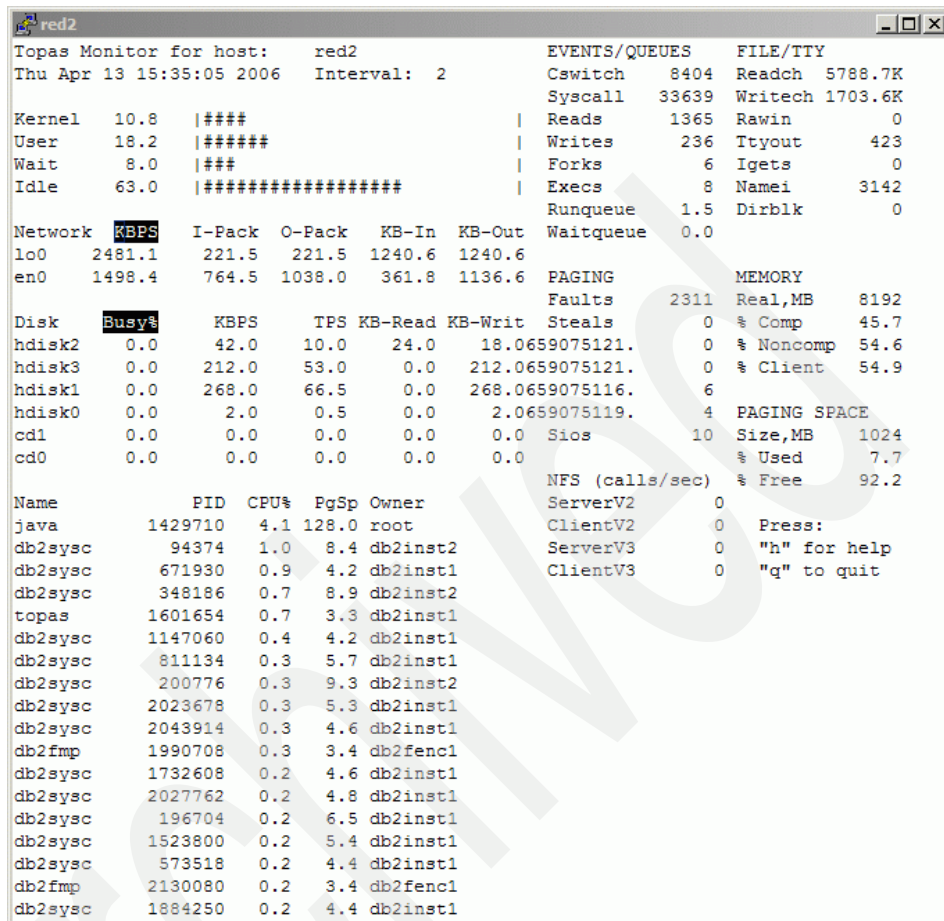 red2
Topas Monitor for host:    red2                  EVENTS/QUEUES    FILE/TTY
Thu Apr 13 15:35:05 2006   Interval:  2          Cswitch    8404  Readch  5788.7K
                                                 Syscall   33639  Writech 1703.6K
Kernel   10.8   |####                        |   Reads      1365  Rawin         0
User     18.2   |######                      |   Writes      236  Ttyout      423
Wait      8.0   |###                         |   Forks         6  Igets         0
Idle     63.0   |##################          |   Execs         8  Namei      3142
                                                 Runqueue    1.5  Dirblk        0
Network  KBPS   I-Pack  O-Pack   KB-In  KB-Out   Waitqueue   0.0
lo0    2481.1    221.5   221.5  1240.6  1240.6
en0    1498.4    764.5  1038.0   361.8  1136.6   PAGING           MEMORY
                                                 Faults     2311  Real,MB    8192
Disk    Busy%     KBPS     TPS KB-Read KB-Writ   Steals        0  % Comp     45.7
hdisk2    0.0     42.0    10.0    24.0    18.0659075121.      0  % Noncomp  54.6
hdisk3    0.0    212.0    53.0     0.0   212.0659075121.      0  % Client   54.9
hdisk1    0.0    268.0    66.5     0.0   268.0659075116.      6
hdisk0    0.0      2.0     0.5     0.0     2.0659075119.      4  PAGING SPACE
cd1       0.0      0.0     0.0     0.0     0.0   Sios         10  Size,MB    1024
cd0       0.0      0.0     0.0     0.0     0.0                    % Used      7.7
                                                 NFS (calls/sec)  % Free     92.2
Name            PID  CPU%  PgSp Owner            ServerV2       0
java        1429710   4.1 128.0 root             ClientV2       0   Press:
db2sysc       94374   1.0   8.4 db2inst2         ServerV3       0   "h" for help
db2sysc      671930   0.9   4.2 db2inst1         ClientV3       0   "q" to quit
db2sysc      348186   0.7   8.9 db2inst2
topas       1601654   0.7   3.3 db2inst1
db2sysc     1147060   0.4   4.2 db2inst1
db2sysc      811134   0.3   5.7 db2inst1
db2sysc      200776   0.3   9.3 db2inst2
db2sysc     2023678   0.3   5.3 db2inst1
db2sysc     2043914   0.3   4.6 db2inst1
db2fmp      1990708   0.3   3.4 db2fenc1
db2sysc     1732608   0.2   4.6 db2inst1
db2sysc     2027762   0.2   4.8 db2inst1
db2sysc      196704   0.2   6.5 db2inst1
db2sysc     1523800   0.2   5.4 db2inst1
db2sysc      573518   0.2   4.4 db2inst1
db2fmp      2130080   0.2   3.4 db2fenc1
db2sysc     1884250   0.2   4.4 db2inst1